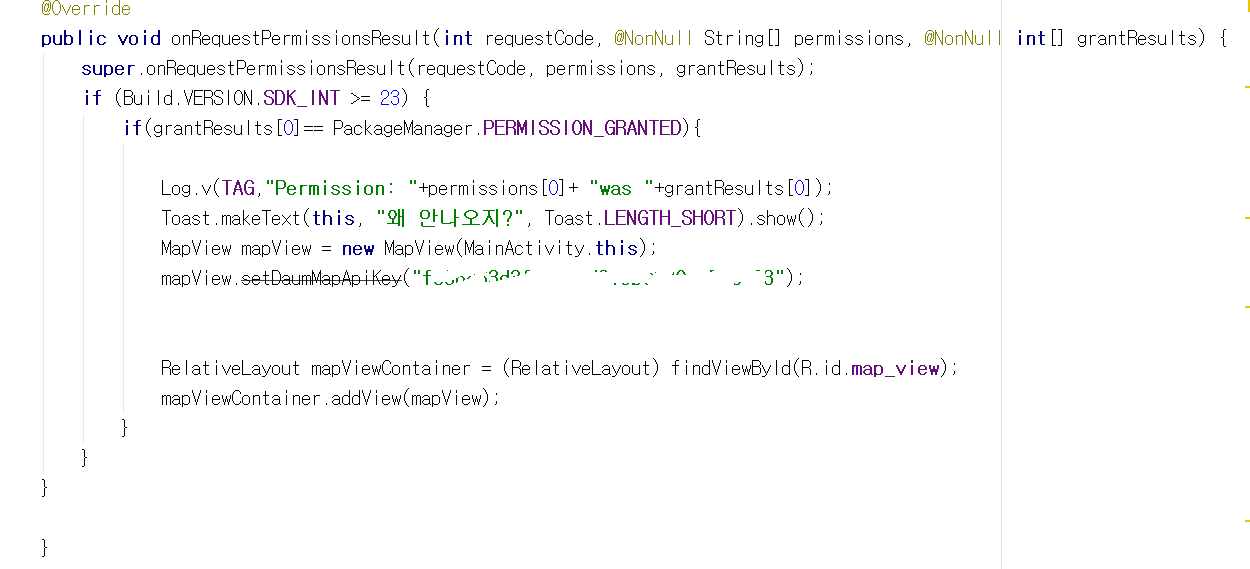 @Override
public void onRequestPermissionsResult(int requestCode, @NonNull String[] permissions, @NonNull int[] grantResults) {
super.onRequestPermissionsResult(requestCode, permissions, grantResults);
if (Build.VERSION.SDK_INT >= 23) {
if(grantResults[0]== PackageManager.PERMISSION_GRANTED){
Log.v(TAG,"Permission: "+permissions[0]+ "was "+grantResults[0]);
Toast.makeText(this, "왜 안나오지?", Toast.LENGTH_SHORT).show();
MapView mapView = new MapView(MainActivity.this);
mapView.setDaumMapApiKey("");
RelativeLayout mapViewContainer = (RelativeLayout) findViewById(R.id.map_view);
mapViewContainer.addView(mapView);
}
}
}
}